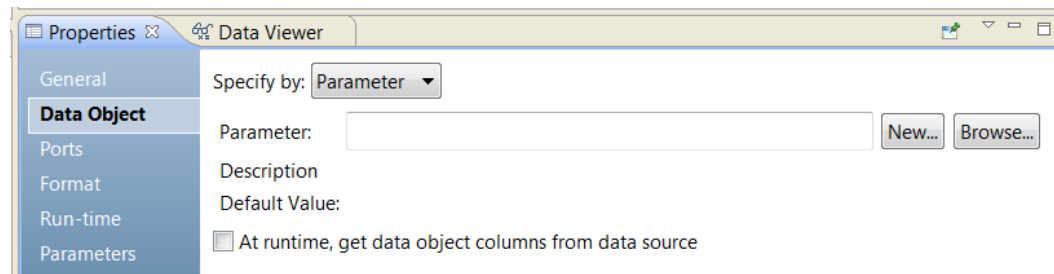 Properties Data Viewer
General
Data Object
Ports
Format
Run-time
Parameters
Specify by: Parameter
Parameter: New... Browse...
Description
Default Value:
At runtime, get data object columns from data source